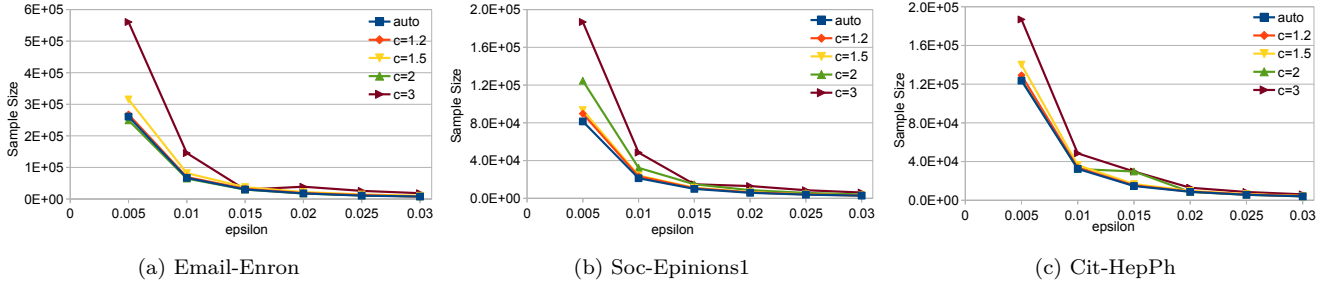 6E+05
5E+05
4E+05
3E+05
2E+05
1E+05
0E+00
Sample Size
0 0.005 0.01 0.015 0.02 0.025 0.03
epsilon
auto
c=1.2
c=1.5
c=2
c=3
(a) Email-Enron
2.0E+05
1.6E+05
1.2E+05
8.0E+04
4.0E+04
0.0E+00
Sample Size
0 0.005 0.01 0.015 0.02 0.025 0.03
epsilon
auto
c=1.2
c=1.5
c=2
c=3
(b) Soc-Epinions1
2.0E+05
1.6E+05
1.2E+05
8.0E+04
4.0E+04
0.0E+00
Sample Size
0 0.005 0.01 0.015 0.02 0.025 0.03
epsilon
auto
c=1.2
c=1.5
c=2
c=3
(c) Cit-HepPh